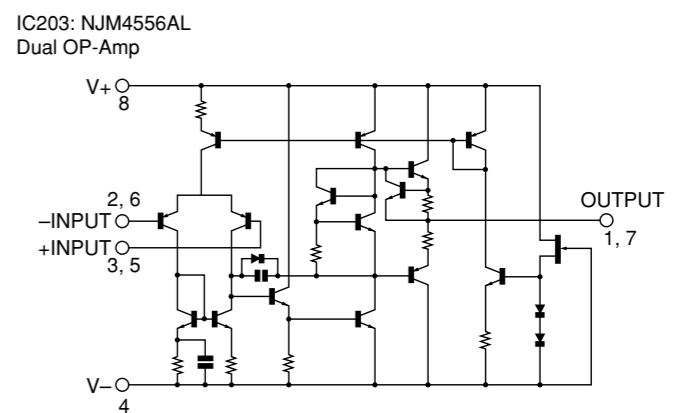 IC203: NJM4556AL
Dual OP-Amp
V+
8
2, 6
–INPUT
+INPUT
3, 5
OUTPUT
1, 7
V–
4